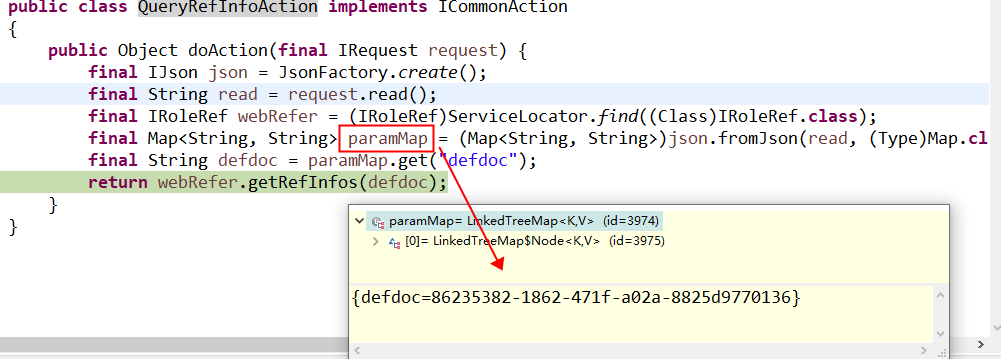 public class QueryRefInfoAction implements ICommonAction
{
public Object doAction(final IRequest request) {
final IJson json = JsonFactory.create();
final String read = request.read();
final IRoleRef webRefer = (IRoleRef)ServiceLocator.find((Class)IRoleRef.class);
final Map<String, String> paramMap = (Map<String, String>)json.fromJson(read, (Type)Map.cl
final String defdoc = paramMap.get("defdoc");
return webRefer.getRefInfos(defdoc);
}
}
paramMap= LinkedTreeMap<K,V> (id=3974)
[0]= LinkedTreeMap$Node<K,V> (id=3975)
{defdoc=86235382-1862-471f-a02a-8825d9770136}